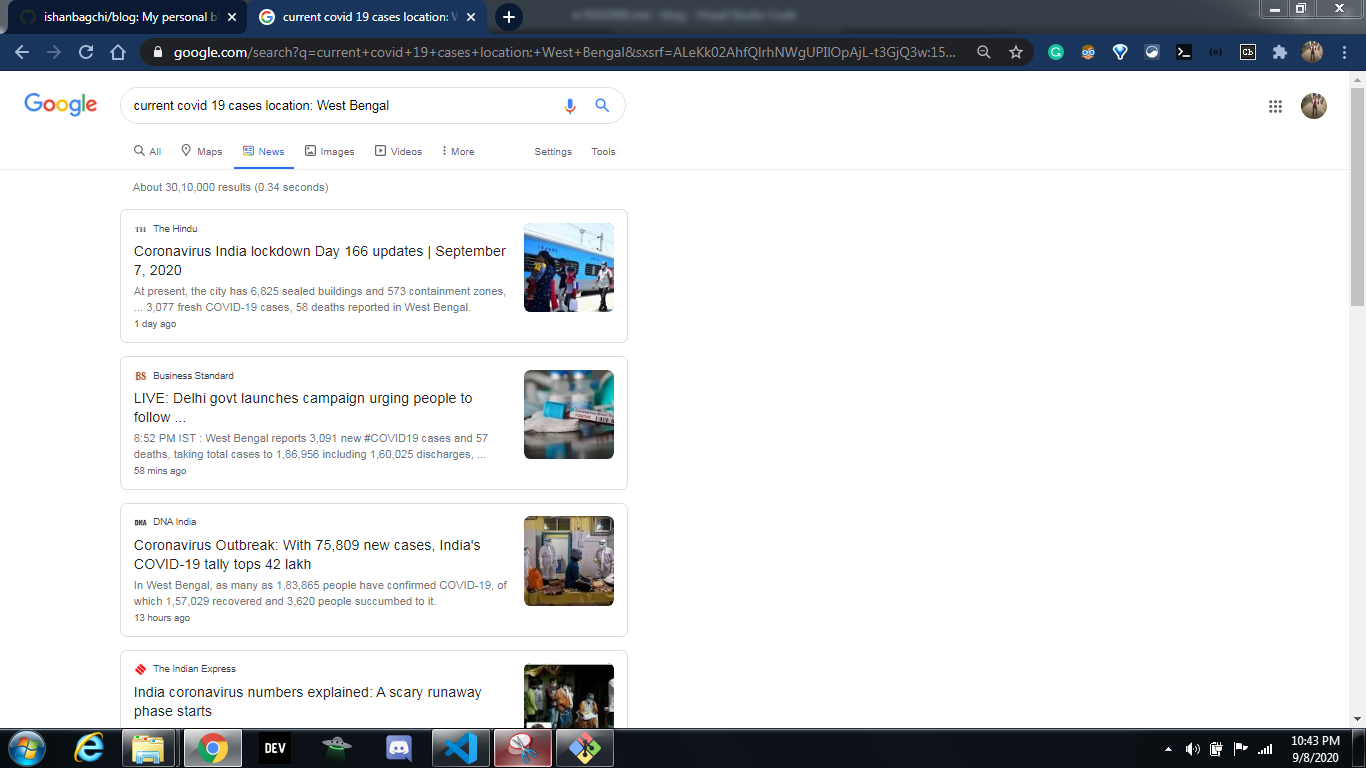 ishanbagchi/blog: My personal b
current covid 19 cases location: W
README.md - blog - Visual Studio Code
google.com/search?q=current+covid+19+cases+location:+West+Bengal&sxsrf=ALeKk02AhfQIrhNWgUPIlOpAjL-t3GjQ3w:15...
Google
current covid 19 cases location: West Bengal
All
Maps
News
Images
Videos
More
Settings
Tools
About 30,10,000 results (0.34 seconds)
TH The Hindu
Coronavirus India lockdown Day 166 updates | September
7, 2020
At present, the city has 6,825 sealed buildings and 573 containment zones,
... 3,077 fresh COVID-19 cases, 58 deaths reported in West Bengal.
1 day ago
BS Business Standard
LIVE: Delhi govt launches campaign urging people to
follow ...
8:52 PM IST : West Bengal reports 3,091 new #COVID19 cases and 57
deaths, taking total cases to 1,86,956 including 1,60,025 discharges, ...
58 mins ago
DNA DNA India
Coronavirus Outbreak: With 75,809 new cases, India's
COVID-19 tally tops 42 lakh
In West Bengal, as many as 1,83,865 people have confirmed COVID-19, of
which 1,57,029 recovered and 3,620 people succumbed to it.
13 hours ago
The Indian Express
India coronavirus numbers explained: A scary runaway
phase starts
DEV
10:43 PM
9/8/2020